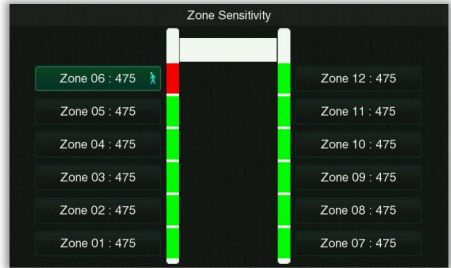 Zone Sensitivity
Zone 06 : 475
Zone 12 : 475
Zone 05 : 475
Zone 11 : 475
Zone 04 : 475
Zone 10 : 475
Zone 03 : 475
Zone 09 : 475
Zone 02 : 475
Zone 08 : 475
Zone 01 : 475
Zone 07 : 475